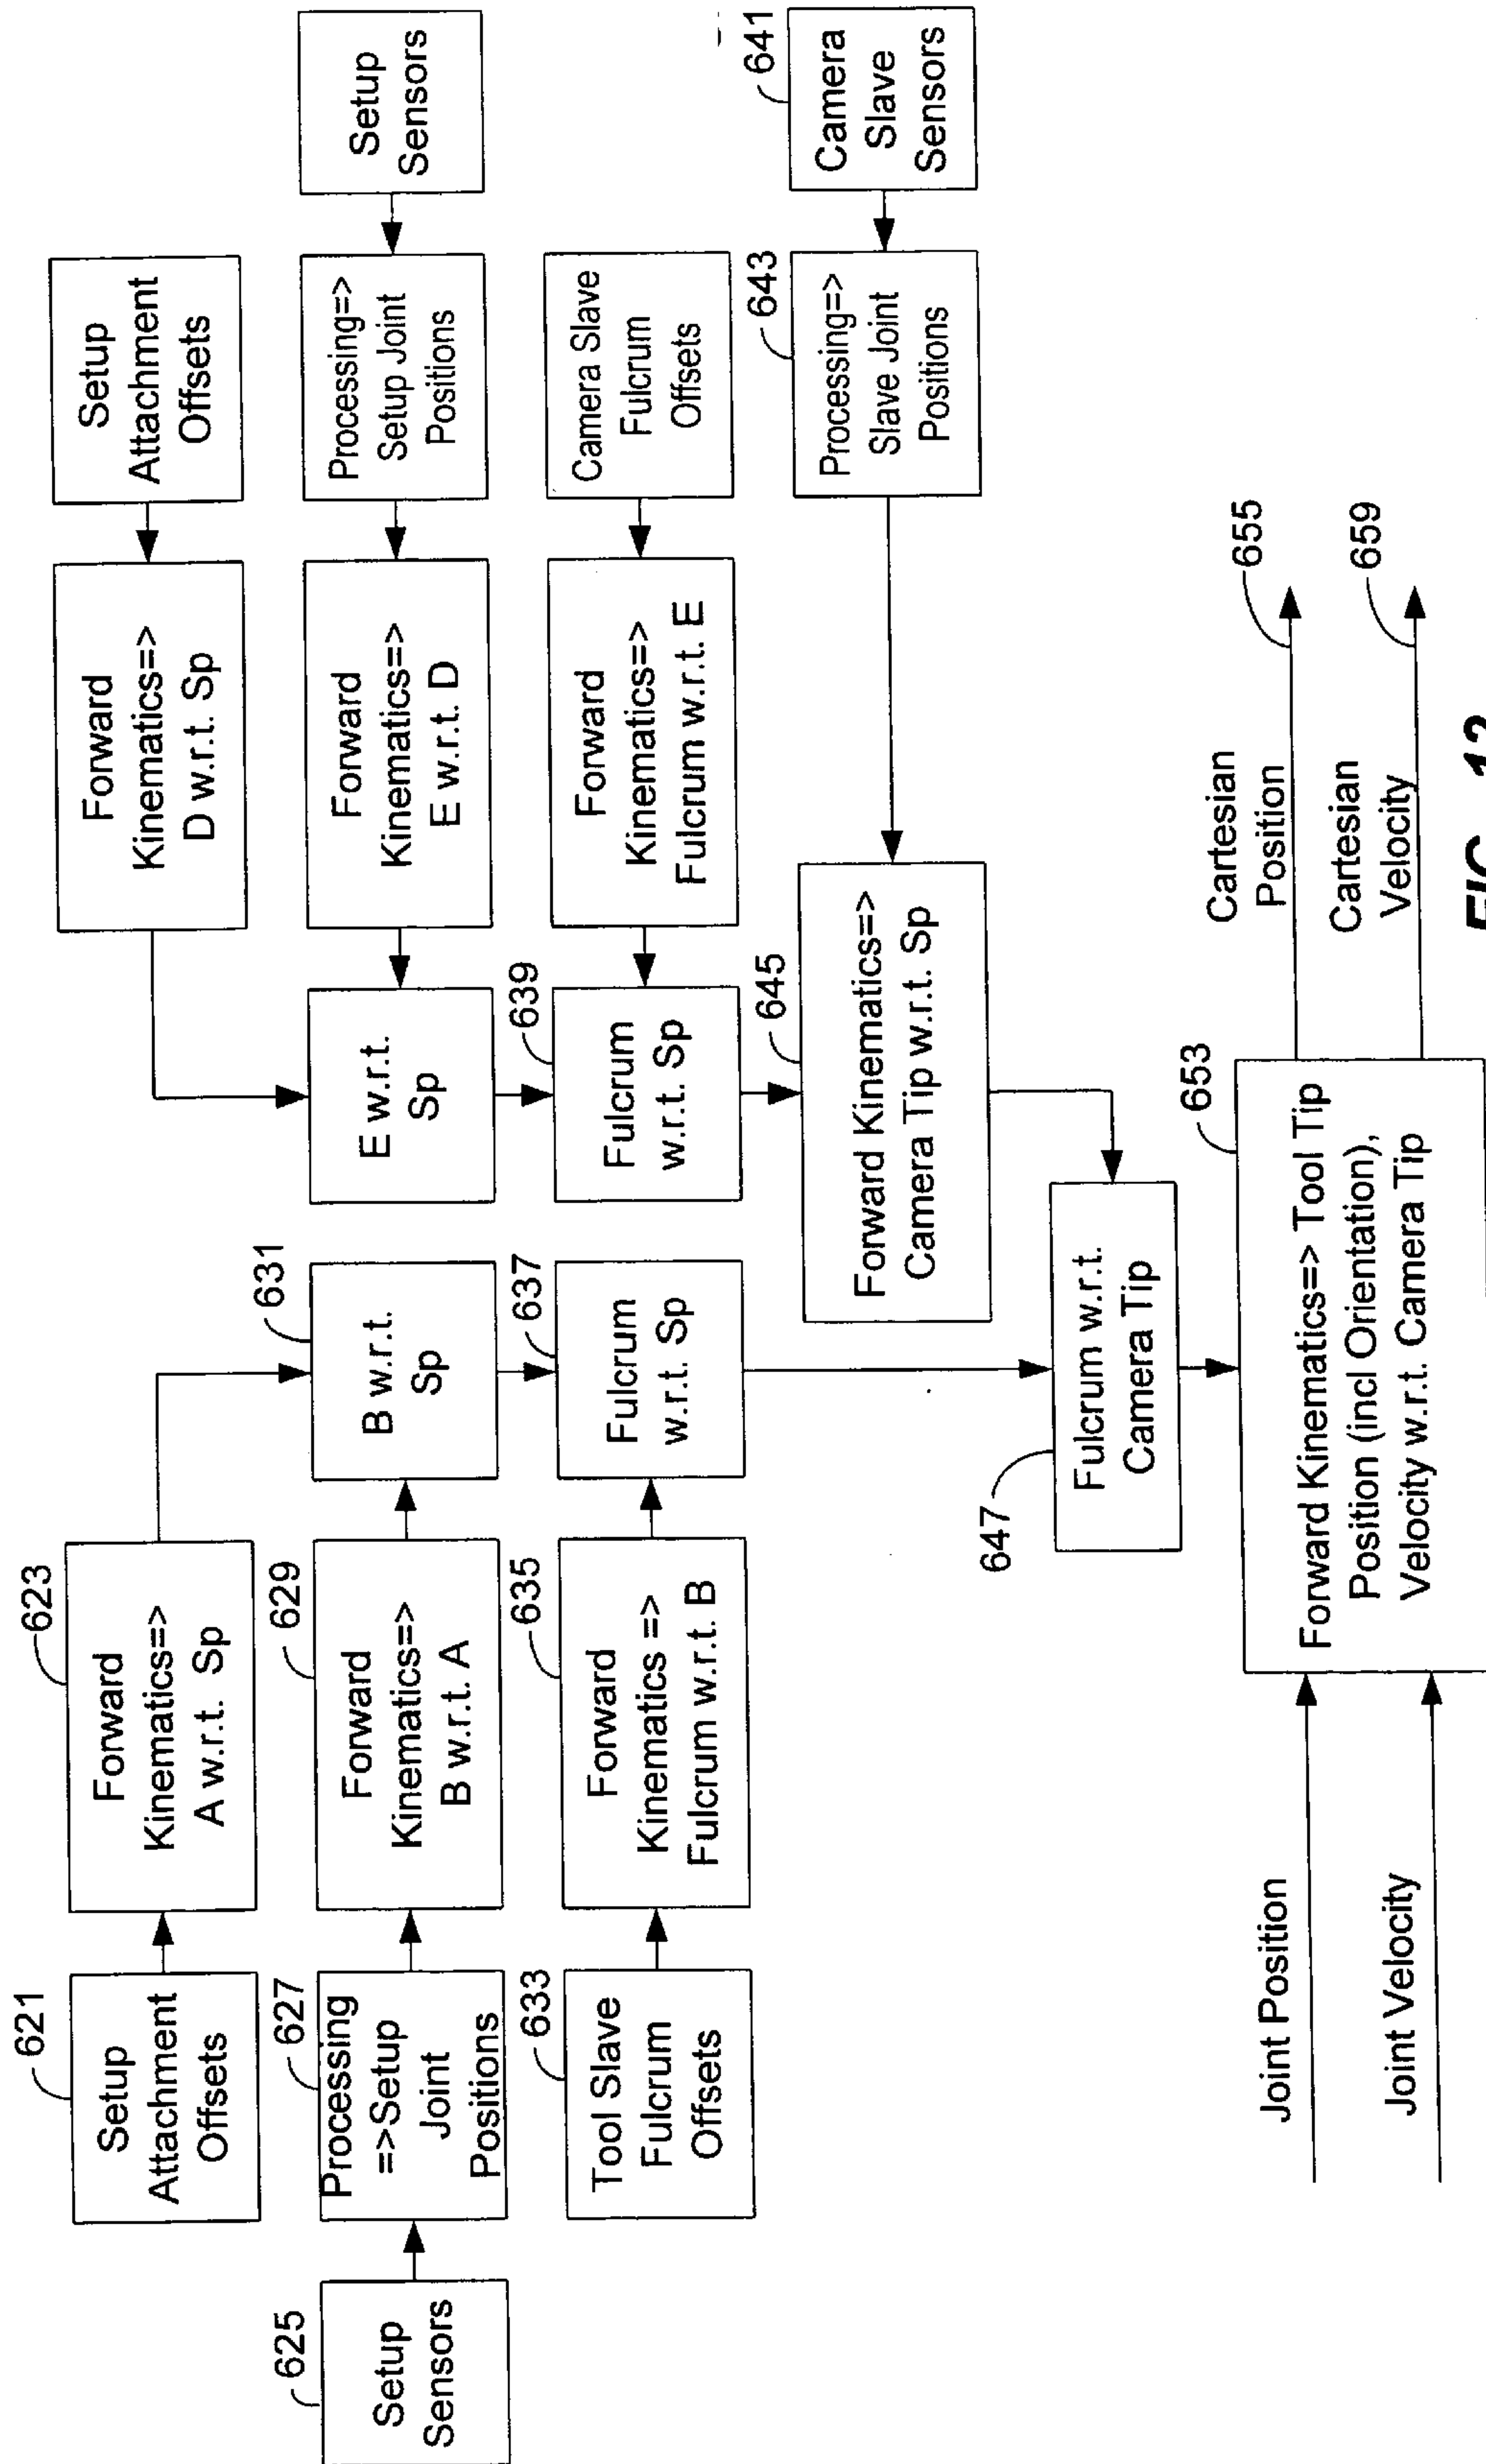 621
Setup
Attachment
Offsets
623
Forward
Kinematics=>
A w.r.t. Sp
Forward
Kinematics=>
D w.r.t. Sp
Setup
Attachment
Offsets
625
Setup
Sensors
627
Processing
=>Setup
Joint
Positions
629
Forward
Kinematics=>
B w.r.t. A
631
B w.r.t.
Sp
E w.r.t.
Sp
Forward
Kinematics=>
E w.r.t. D
Processing=>
Setup Joint
Positions
Setup
Sensors
633
Tool Slave
Fulcrum
Offsets
635
Forward
Kinematics =>
Fulcrum w.r.t. B
637
Fulcrum
w.r.t. Sp
639
Fulcrum
w.r.t. Sp
Forward
Kinematics=>
Fulcrum w.r.t. E
Camera Slave
Fulcrum
Offsets
645
Forward Kinematics=>
Camera Tip w.r.t. Sp
643
Processing=>
Slave Joint
Positions
641
Camera
Slave
Sensors
647
Fulcrum w.r.t.
Camera Tip
Joint Position
Joint Velocity
653
Forward Kinematics=> Tool Tip
Position (incl Orientation),
Velocity w.r.t. Camera Tip
Cartesian
Position
655
Cartesian
Velocity
659
FIG.